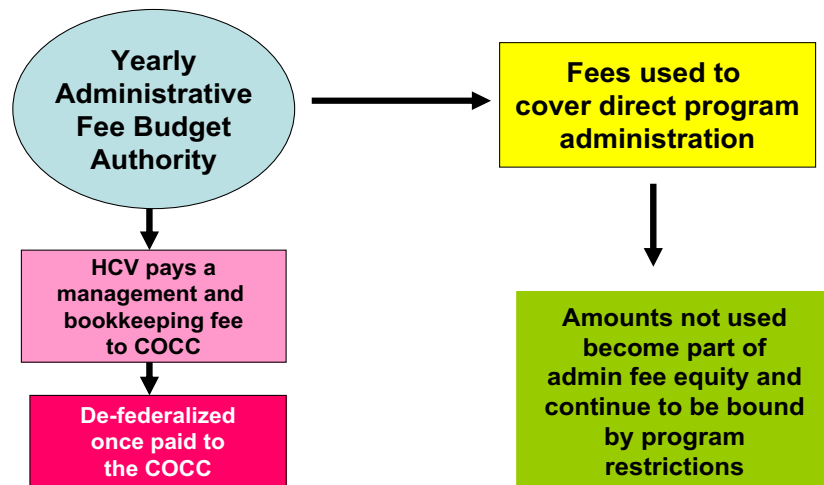 Yearly
Administrative
Fee Budget
Authority
Fees used to
cover direct program
administration
HCV pays a
management and
bookkeeping fee
to COCC
De-federalized
once paid to
the COCC
Amounts not used
become part of
admin fee equity and
continue to be bound
by program
restrictions